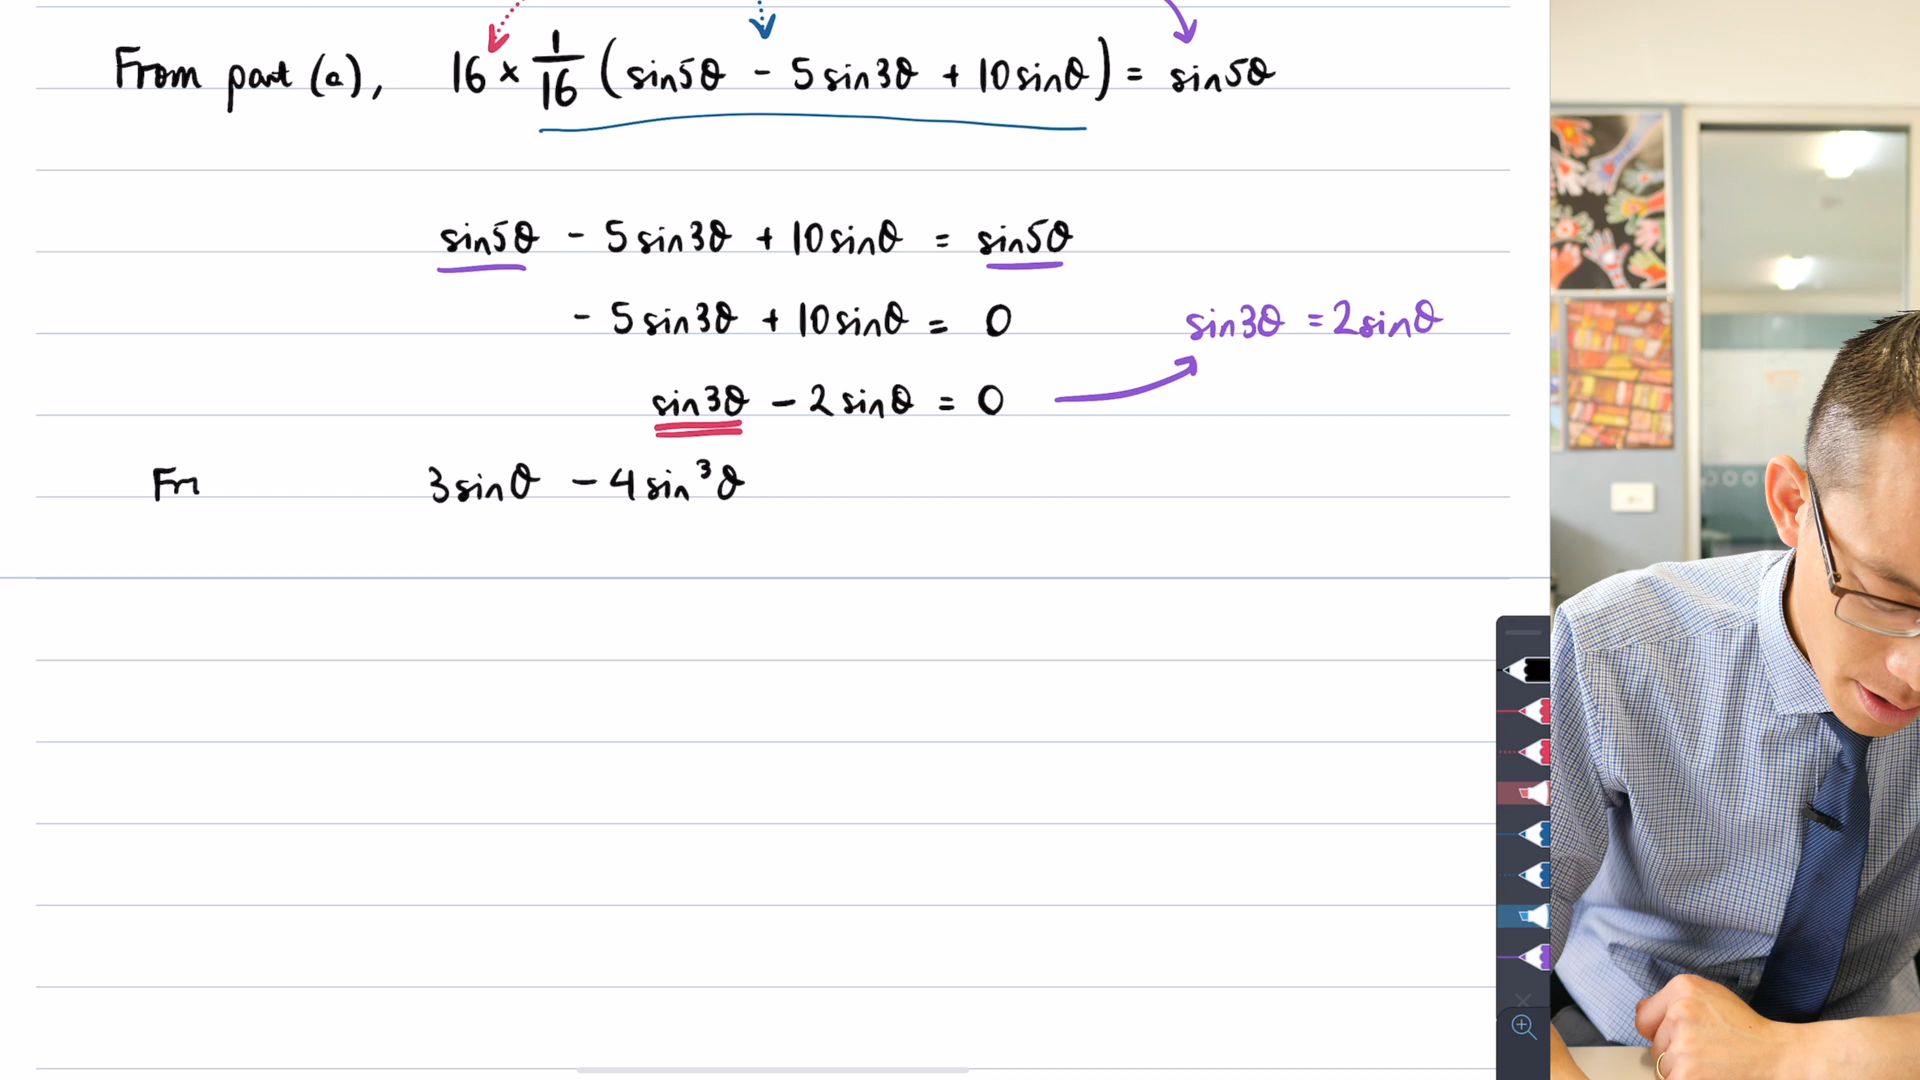 From part (a), 16 × 1/16 (sin5θ - 5sin3θ + 10sinθ) = sin5θ
sin5θ - 5sin3θ + 10sinθ = sin5θ
- 5sin3θ + 10sinθ = 0
sin3θ = 2sinθ
sin3θ - 2sinθ = 0
Fr 3sinθ - 4sin³θ